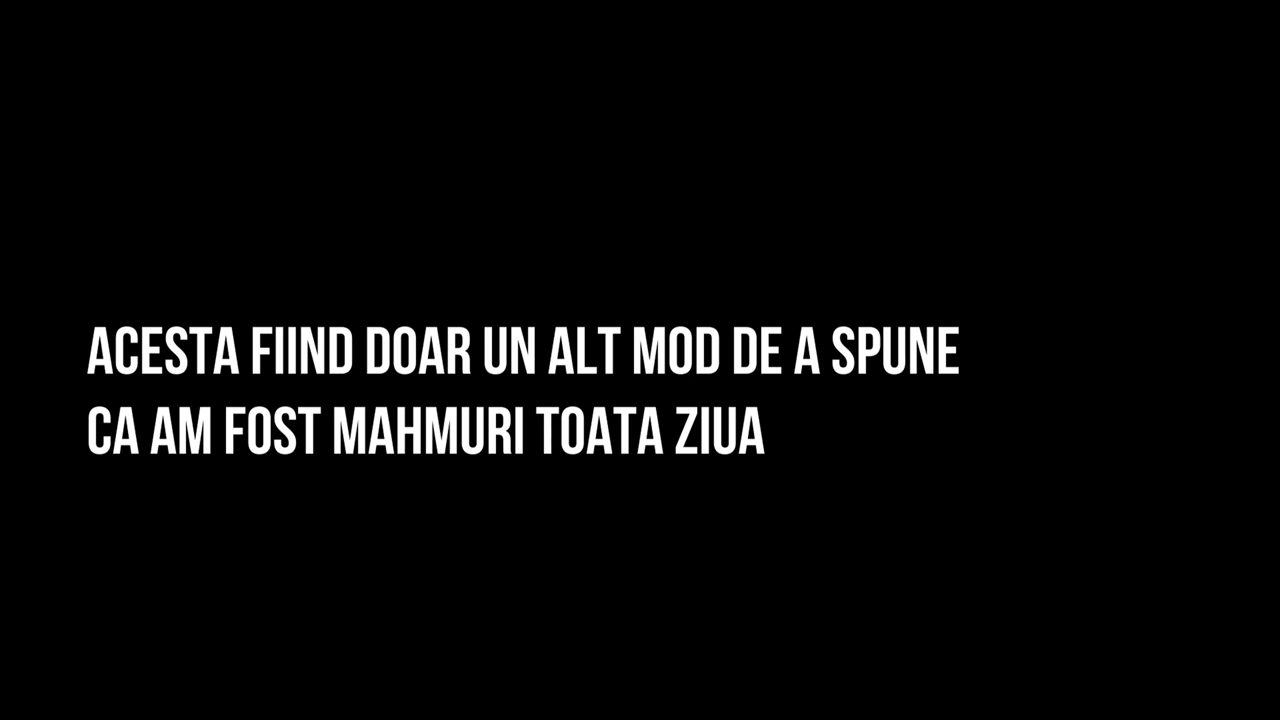 ACESTA FIIND DOAR UN ALT MOD DE A SPUNE
CA AM FOST MAHMURI TOATA ZIUA